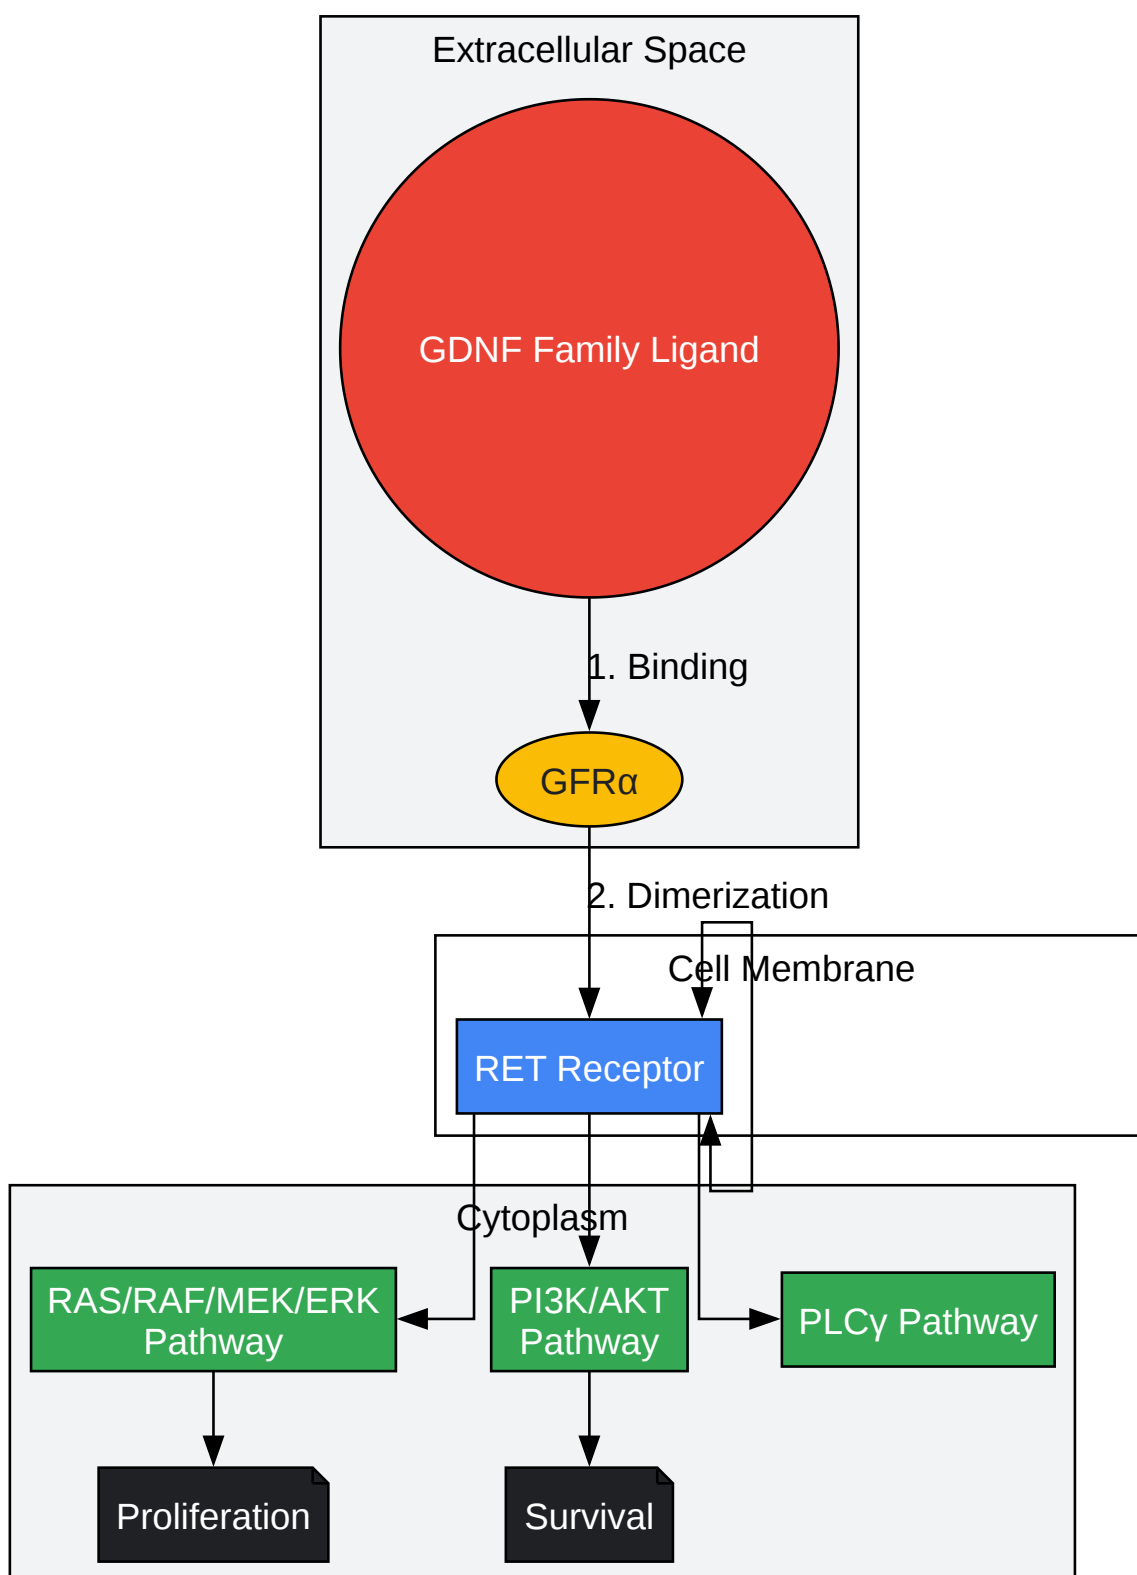 Extracellular Space
GDNF Family Ligand
1. Binding
GFRα
2. Dimerization
Cell Membrane
RET Receptor
Cytoplasm
RAS/RAF/MEK/ERK
Pathway
PI3K/AKT
Pathway
PLCγ Pathway
Proliferation
Survival